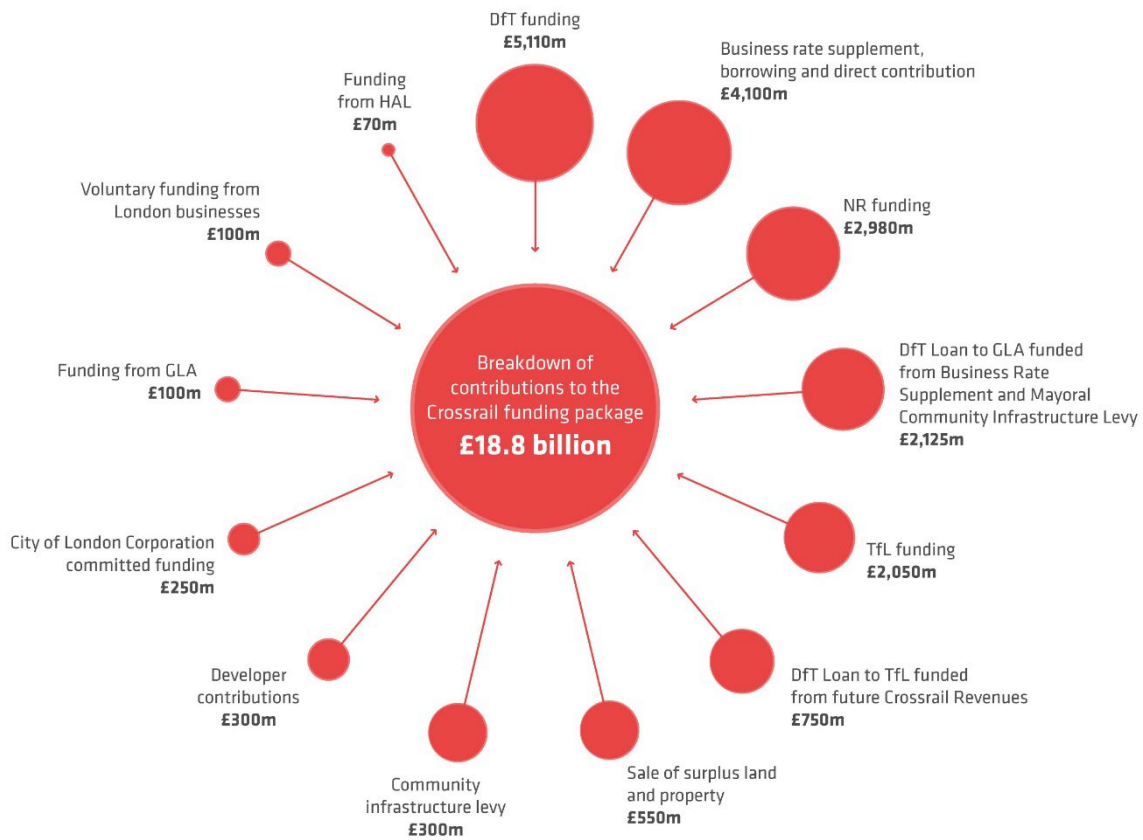 DfT funding
£5,110m
Business rate supplement,
borrowing and direct contribution
£4,100m
NR funding
£2,980m
DfT Loan to GLA funded
from Business Rate
Supplement and Mayoral
Community Infrastructure Levy
£2,125m
TfL funding
£2,050m
DfT Loan to TfL funded
from future Crossrail Revenues
£750m
Sale of surplus land
and property
£550m
Community
infrastructure levy
£300m
Developer
contributions
£300m
City of London Corporation
committed funding
£250m
Funding from GLA
£100m
Voluntary funding from
London businesses
£100m
Funding
from HAL
£70m
Breakdown of
contributions to the
Crossrail funding package
£18.8 billion